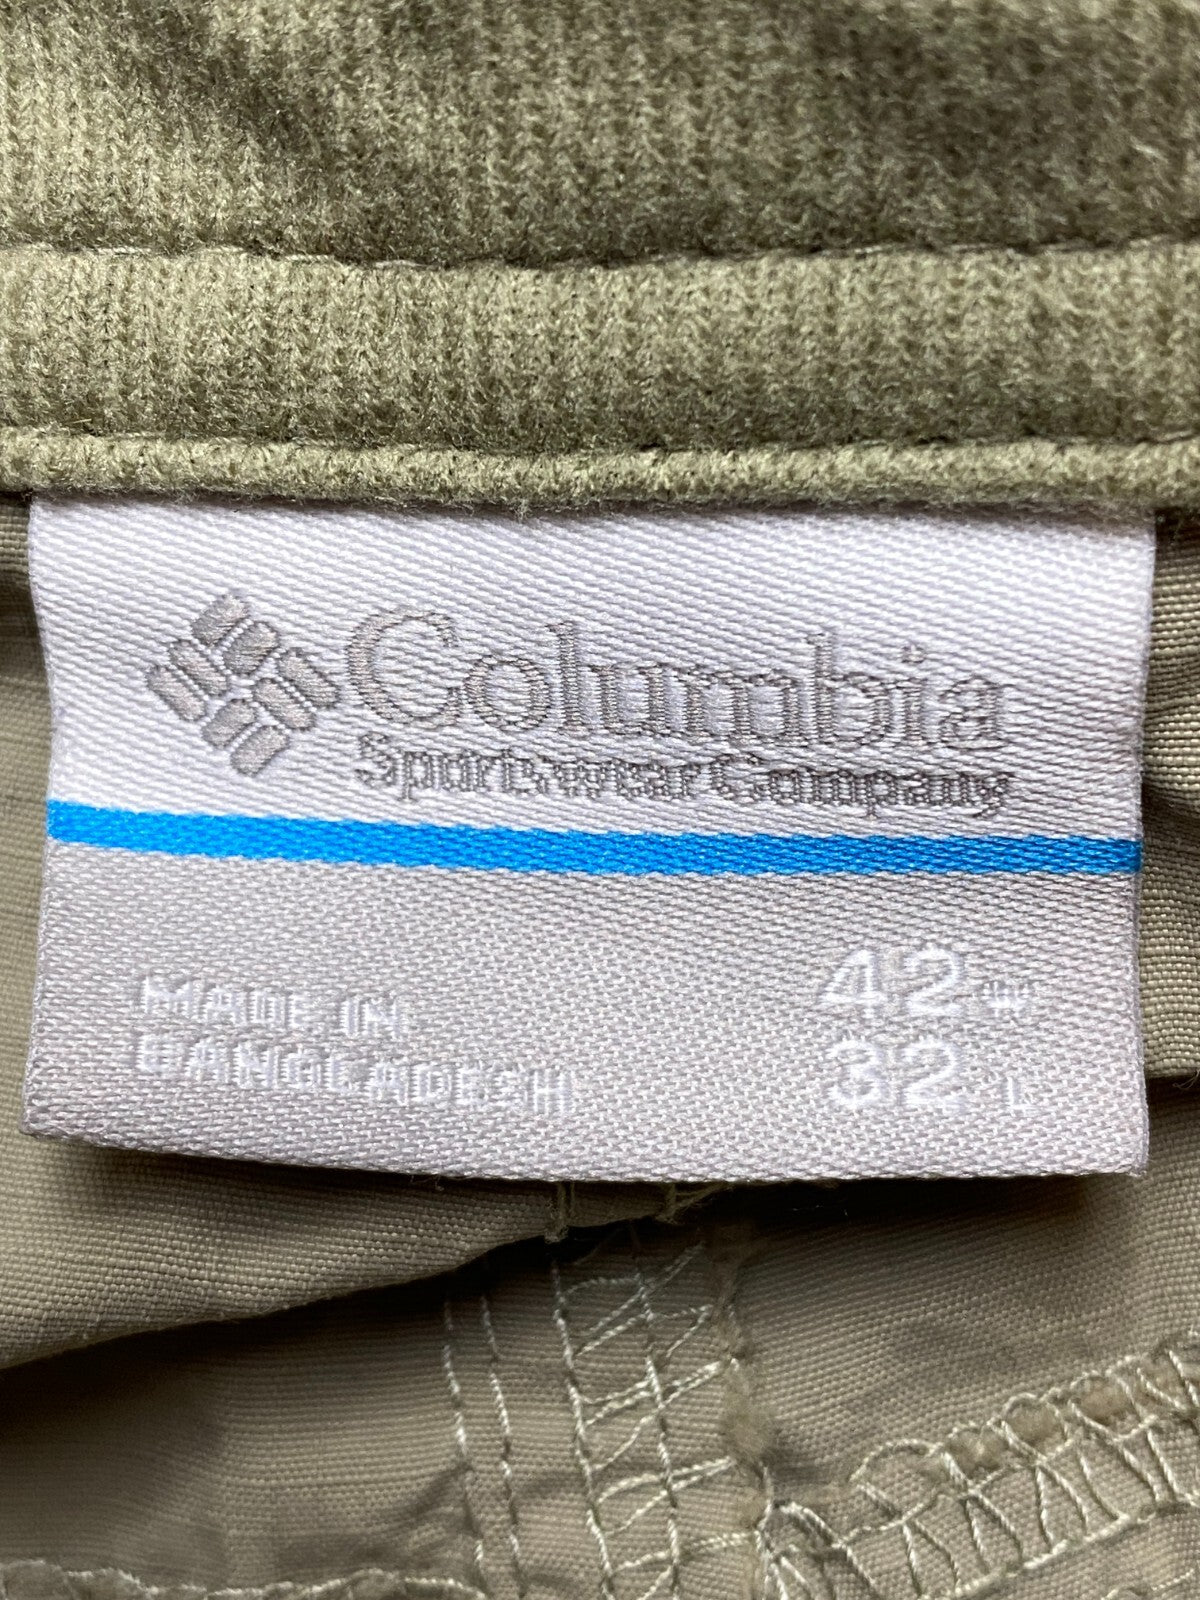 Columbia
Sportswear Company
MADE IN
BANGLADESH
42 W
32 L